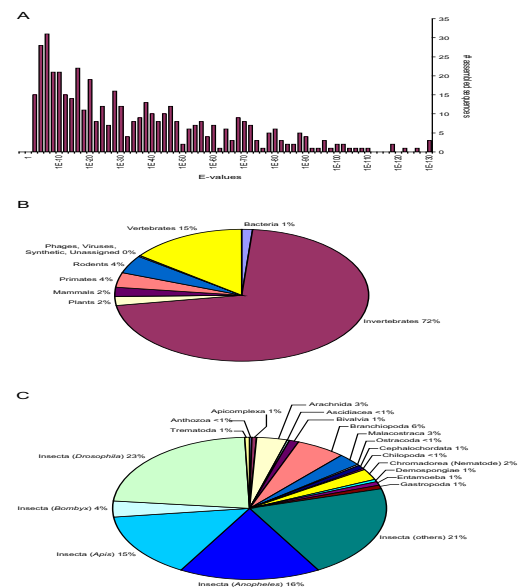 A
35
30
25
20
15
10
5
0
# assembled sequences
1
1E-10
1E-20
1E-30
1E-40
1E-50
1E-60
1E-70
1E-80
1E-90
1E-100
1E-110
1E-120
1E-130
E-values
B
Bacteria 1%
Vertebrates 15%
Phages, Viruses,
Synthetic, Unassigned 0%
Rodents 4%
Primates 4%
Mammals 2%
Plants 2%
Invertebrates 72%
C
Arachnida 3%
Apicomplexa 1%
Ascidiacea <1%
Anthozoa <1%
Bivalvia 1%
Trematoda 1%
Branchiopoda 6%
Malacostraca 3%
Ostracoda <1%
Cephalochordata 1%
Chilopoda <1%
Chromadorea (Nematode) 2%
Demospongiae 1%
Entamoeba 1%
Gastropoda 1%
Insecta (Drosophila) 23%
Insecta (Bombyx) 4%
Insecta (others) 21%
Insecta (Apis) 15%
Insecta (Anopheles) 16%